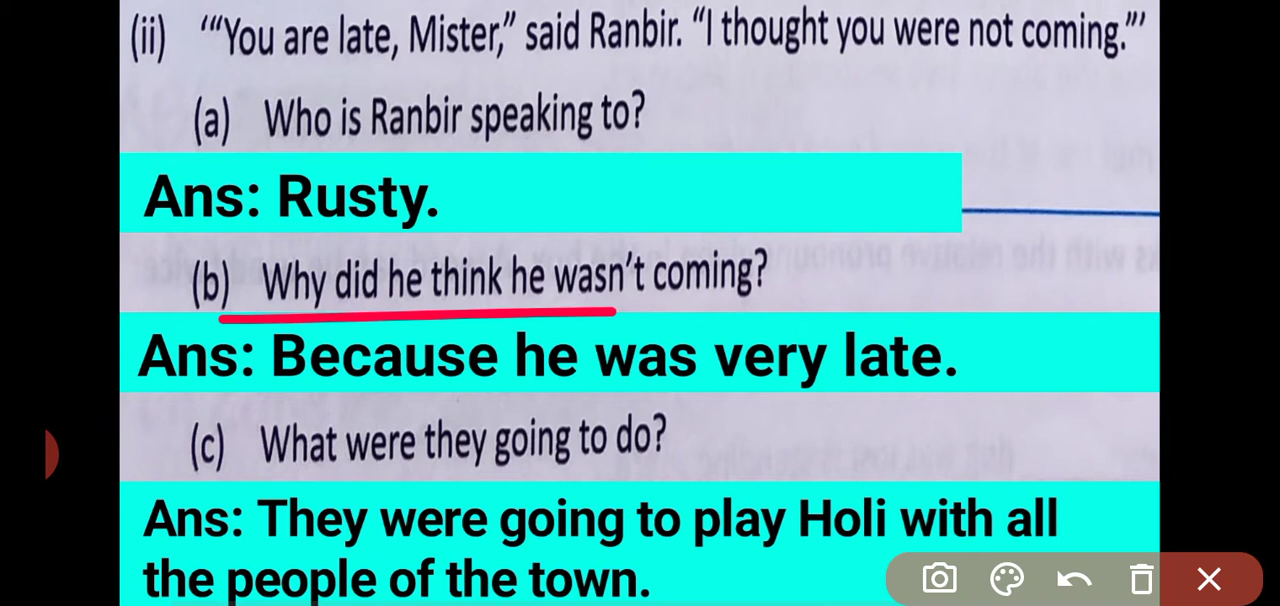 (ii) ‘“You are late, Mister,” said Ranbir. “I thought you were not coming.”’
(a) Who is Ranbir speaking to?
Ans: Rusty.
(b) Why did he think he wasn’t coming?
Ans: Because he was very late.
(c) What were they going to do?
Ans: They were going to play Holi with all
the people of the town.